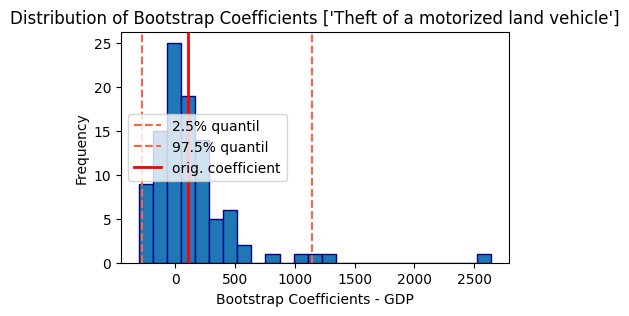 Distribution of Bootstrap Coefficients ['Theft of a motorized land vehicle']
25
20
15
10
5
0
Frequency
2.5% quantil
97.5% quantil
orig. coefficient
0 500 1000 1500 2000 2500
Bootstrap Coefficients - GDP